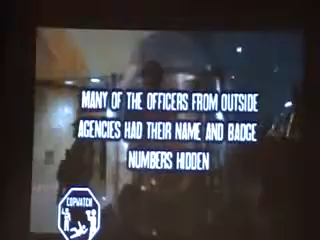 MANY OF THE OFFICERS FROM OUTSIDE
AGENCIES HAD THEIR NAME AND BADGE
NUMBERS HIDDEN
COPWATCH